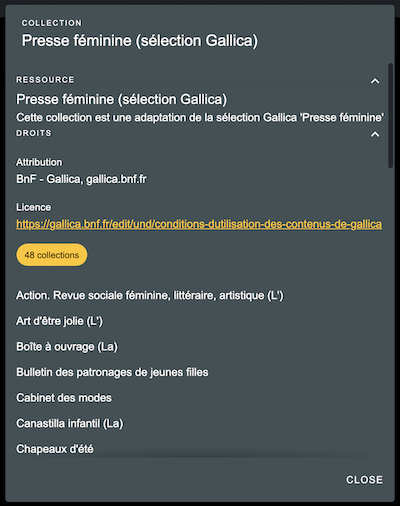 COLLECTION
Presse féminine (sélection Gallica)
RESSOURCE
Presse féminine (sélection Gallica)
Cette collection est une adaptation de la sélection Gallica 'Presse féminine'
DROITS
Attribution
BnF - Gallica, gallica.bnf.fr
Licence
https://gallica.bnf.fr/edit/und/conditions-dutilisation-des-contenus-de-gallica
48 collections
Action. Revue sociale féminine, littéraire, artistique (L')
Art d'être jolie (L')
Boîte à ouvrage (La)
Bulletin des patronages de jeunes filles
Cabinet des modes
Canastilla infantil (La)
Chapeaux d'été
CLOSE